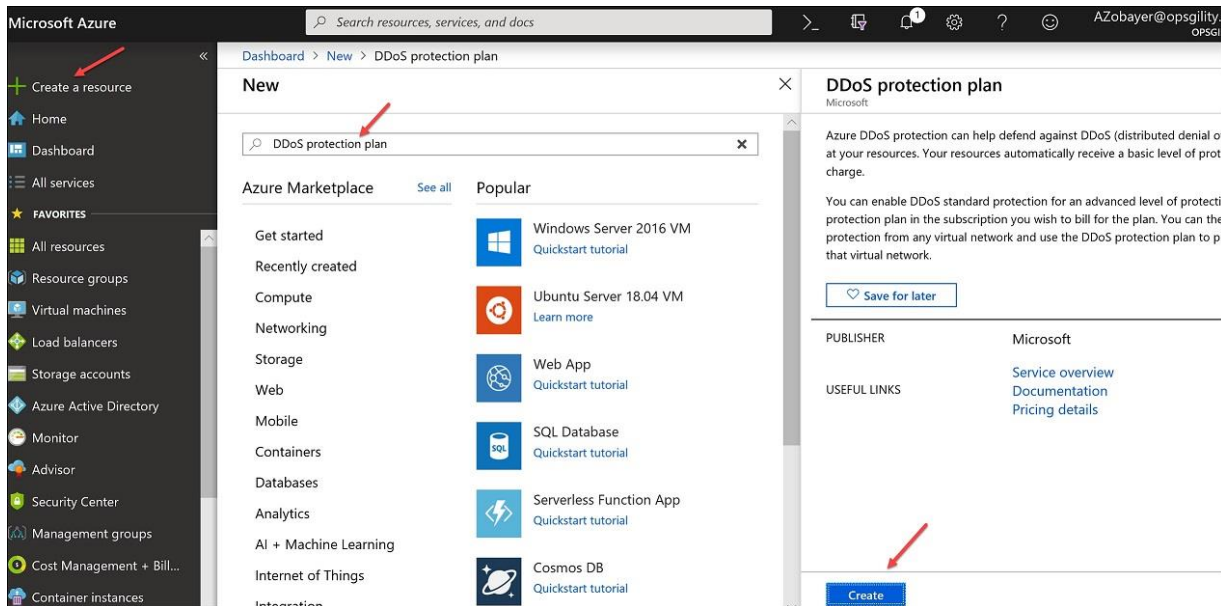 Microsoft Azure
Search resources, services, and docs
>_
1
?
AZobayer@opsgility.
OPSGI
«
Create a resource
Home
Dashboard
All services
FAVORITES
All resources
Resource groups
Virtual machines
Load balancers
Storage accounts
Azure Active Directory
Monitor
Advisor
Security Center
Management groups
Cost Management + Bill...
Container instances
Dashboard > New > DDoS protection plan
New
DDoS protection plan
Azure Marketplace See all
Get started
Recently created
Compute
Networking
Storage
Web
Mobile
Containers
Databases
Analytics
AI + Machine Learning
Internet of Things
Integration
Popular
Windows Server 2016 VM
Quickstart tutorial
Ubuntu Server 18.04 VM
Learn more
Web App
Quickstart tutorial
SQL
SQL Database
Quickstart tutorial
Serverless Function App
Quickstart tutorial
Cosmos DB
Quickstart tutorial
DDoS protection plan
Microsoft
Azure DDoS protection can help defend against DDoS (distributed denial o
at your resources. Your resources automatically receive a basic level of prot
charge.
You can enable DDoS standard protection for an advanced level of protecti
protection plan in the subscription you wish to bill for the plan. You can the
protection from any virtual network and use the DDoS protection plan to p
that virtual network.
Save for later
PUBLISHER Microsoft
USEFUL LINKS
Service overview
Documentation
Pricing details
Create